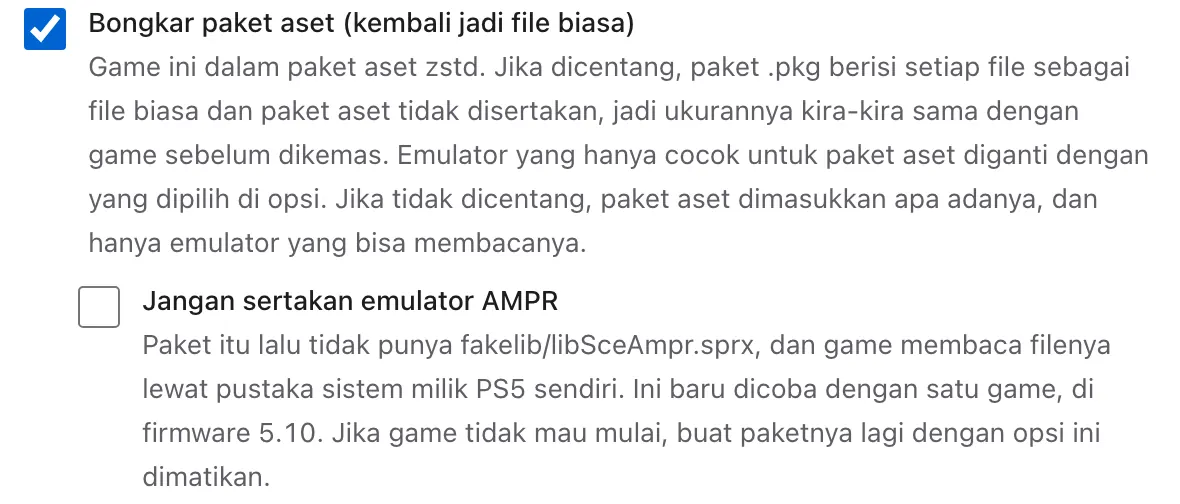 Bongkar paket aset (kembali jadi file biasa)
Game ini dalam paket aset zstd. Jika dicentang, paket .pkg berisi setiap file sebagai
file biasa dan paket aset tidak disertakan, jadi ukurannya kira-kira sama dengan
game sebelum dikemas. Emulator yang hanya cocok untuk paket aset diganti dengan
yang dipilih di opsi. Jika tidak dicentang, paket aset dimasukkan apa adanya, dan
hanya emulator yang bisa membacanya.
Jangan sertakan emulator AMPR
Paket itu lalu tidak punya fakelib/libSceAmpr.sprx, dan game membaca filenya
lewat pustaka sistem milik PS5 sendiri. Ini baru dicoba dengan satu game, di
firmware 5.10. Jika game tidak mau mulai, buat paketnya lagi dengan opsi ini
dimatikan.